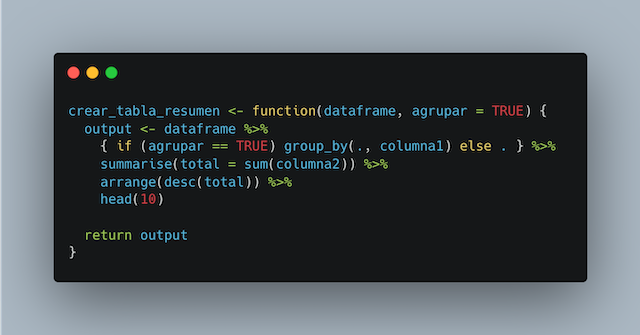 crear_tabla_resumen <- function(dataframe, agrupar = TRUE) {
  output <- dataframe %>%
    { if (agrupar == TRUE) group_by(., columna1) else . } %>%
    summarise(total = sum(columna2)) %>%
    arrange(desc(total)) %>%
    head(10)

  return output
}